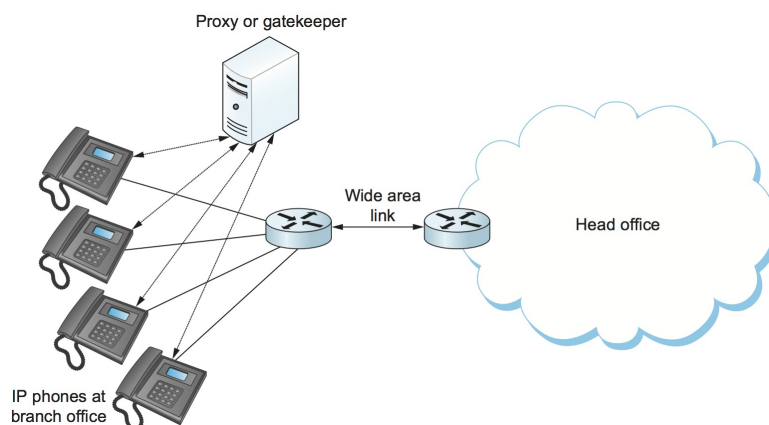 Proxy or gatekeeper
Wide area
link
Head office
IP phones at
branch office